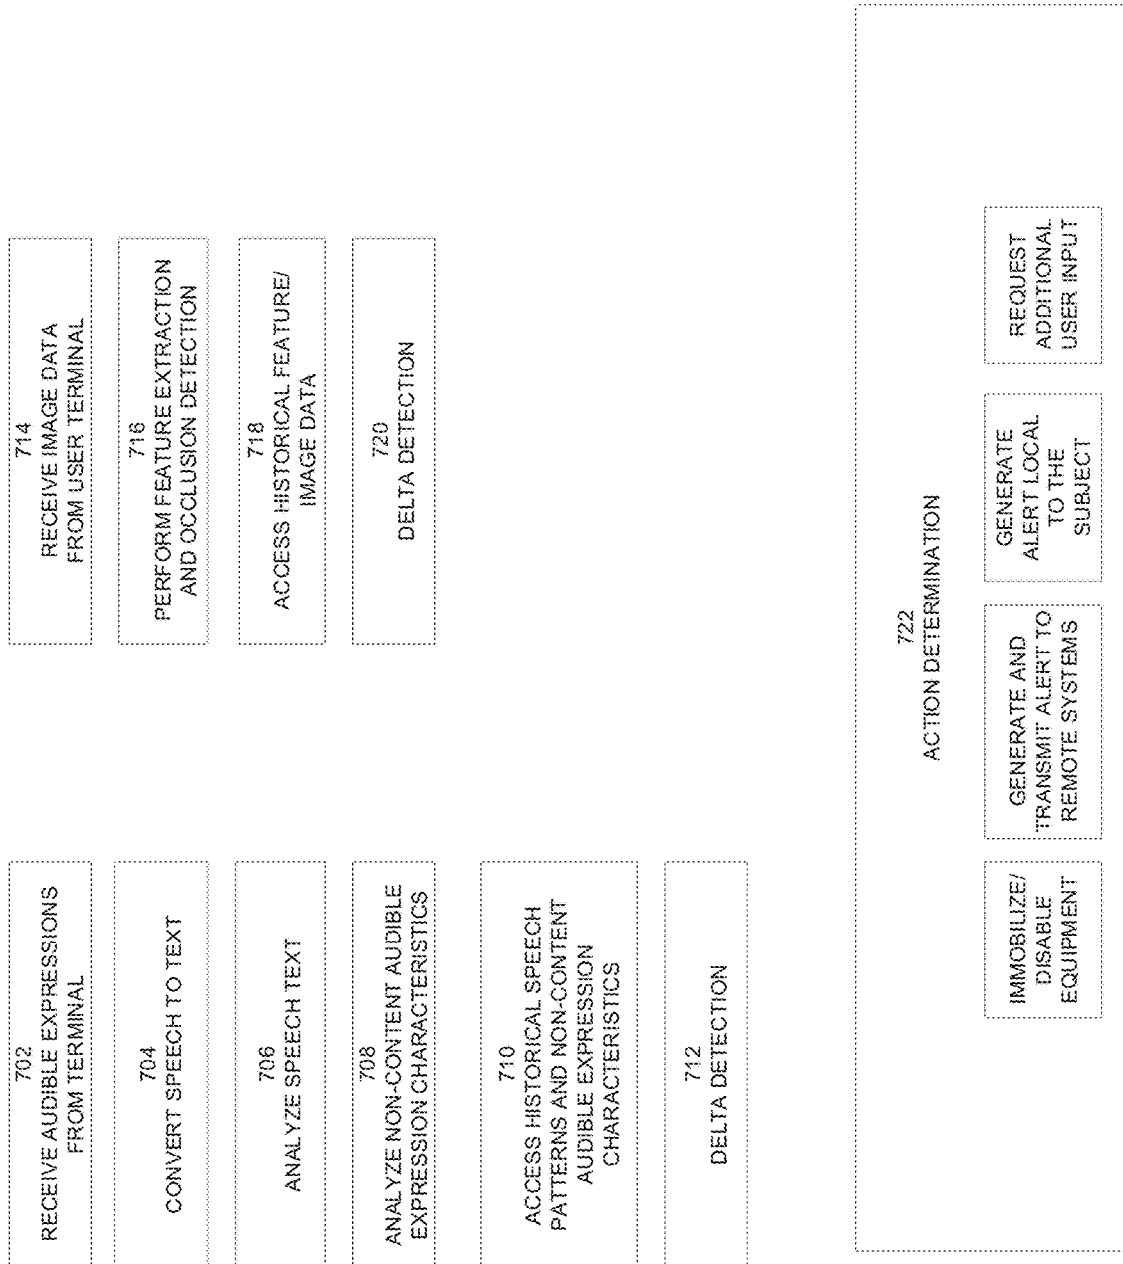 702
RECEIVE AUDIBLE EXPRESSIONS
FROM TERMINAL
704
CONVERT SPEECH TO TEXT
706
ANALYZE SPEECH TEXT
708
ANALYZE NON-CONTENT AUDIBLE
EXPRESSION CHARACTERISTICS
710
ACCESS HISTORICAL SPEECH
PATTERNS AND NON-CONTENT
AUDIBLE EXPRESSION
CHARACTERISTICS
712
DELTA DETECTION
714
RECEIVE IMAGE DATA
FROM USER TERMINAL
716
PERFORM FEATURE EXTRACTION
AND OCCLUSION DETECTION
718
ACCESS HISTORICAL FEATURE/
IMAGE DATA
720
DELTA DETECTION
722
ACTION DETERMINATION
IMMOBILIZE/
DISABLE
EQUIPMENT
GENERATE AND
TRANSMIT ALERT TO
REMOTE SYSTEMS
GENERATE
ALERT LOCAL
TO THE
SUBJECT
REQUEST
ADDITIONAL
USER INPUT